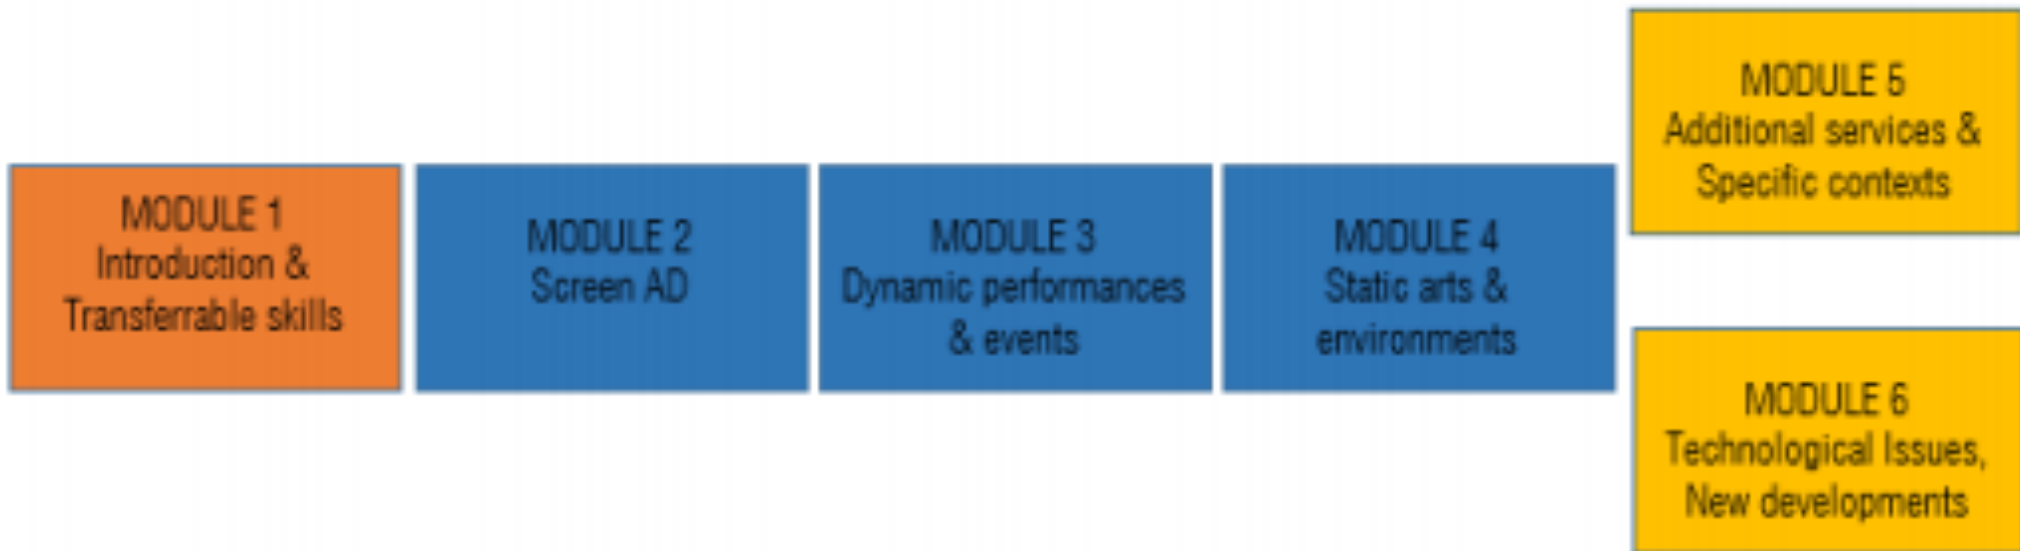 MODULE 1
Introduction &
Transferrable skills
MODULE 2
Screen AD
MODULE 3
Dynamic performances
& events
MODULE 4
Static arts &
environments
MODULE 5
Additional services &
Specific contexts
MODULE 6
Technological Issues,
New developments